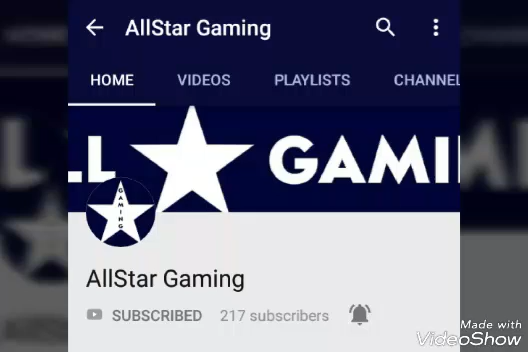 AllStar Gaming
HOME VIDEOS PLAYLISTS CHANNEL
LL GAMI
GAMING
AllStar Gaming
SUBSCRIBED 217 subscribers
Made with
VideoShow